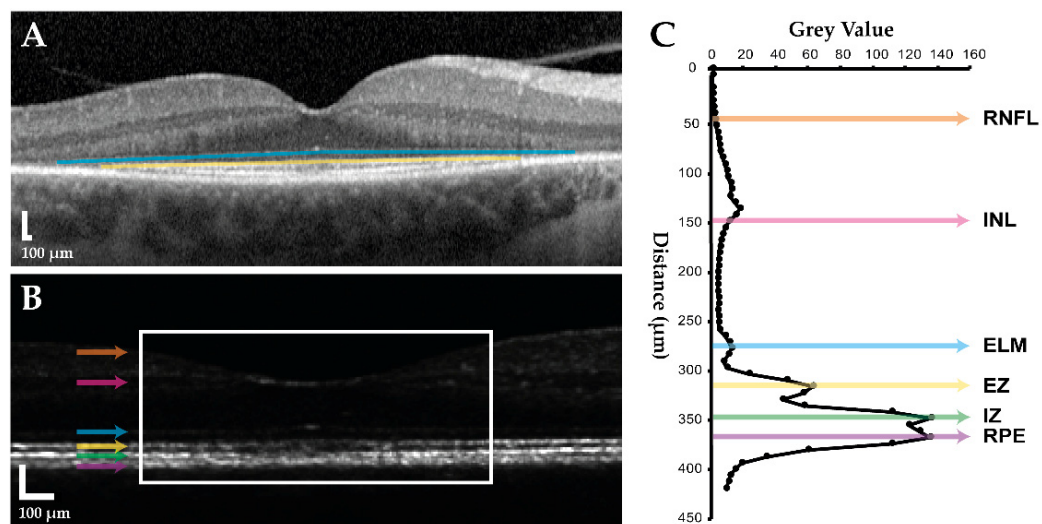 A
100 μm
B
100 μm
C
Grey Value
0 20 40 60 80 100 120 140 160
0
50
100
150
200
250
300
350
400
450
Distance (μm)
RNFL
INL
ELM
EZ
IZ
RPE